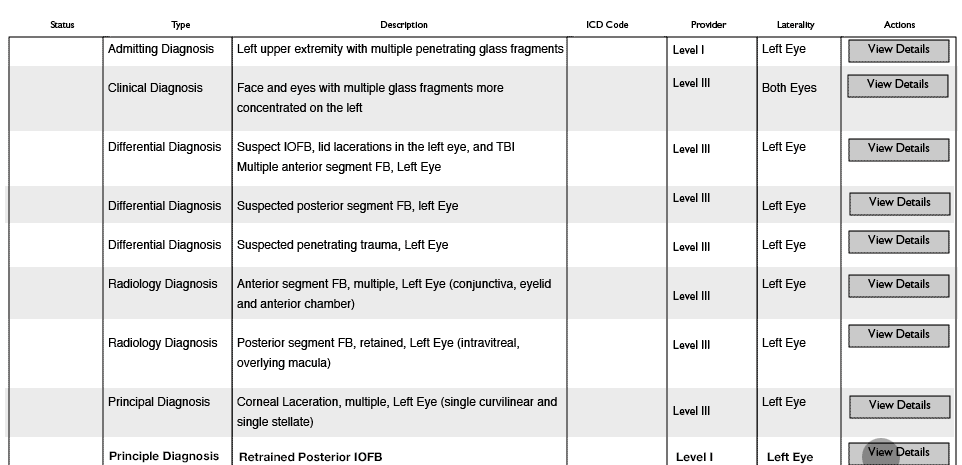 Status Type Description ICD Code Provider Laterality Actions
Admitting Diagnosis Left upper extremity with multiple penetrating glass fragments Level I Left Eye View Details
Clinical Diagnosis Face and eyes with multiple glass fragments more Level III Both Eyes View Details
concentrated on the left
Differential Diagnosis Suspect IOFB, lid lacerations in the left eye, and TBI Level III Left Eye View Details
Multiple anterior segment FB, Left Eye
Differential Diagnosis Suspected posterior segment FB, left Eye Level III Left Eye View Details
Differential Diagnosis Suspected penetrating trauma, Left Eye Level III Left Eye View Details
Radiology Diagnosis Anterior segment FB, multiple, Left Eye (conjunctiva, eyelid Level III Left Eye View Details
and anterior chamber)
Radiology Diagnosis Posterior segment FB, retained, Left Eye (intravitreal, Level III Left Eye View Details
overlying macula)
Principal Diagnosis Corneal Laceration, multiple, Left Eye (single curvilinear and Level III Left Eye View Details
single stellate)
Principle Diagnosis Retrained Posterior IOFB Level I Left Eye View Details